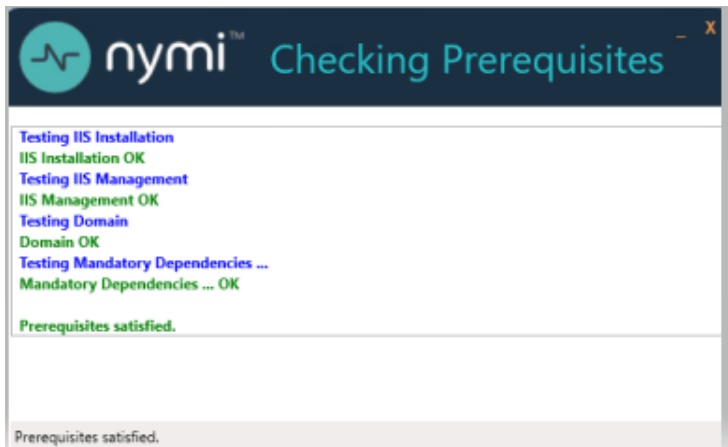 nymi™ Checking Prerequisites _ X
Testing IIS Installation
IIS Installation OK
Testing IIS Management
IIS Management OK
Testing Domain
Domain OK
Testing Mandatory Dependencies ...
Mandatory Dependencies ... OK
Prerequisites satisfied.
Prerequisites satisfied.